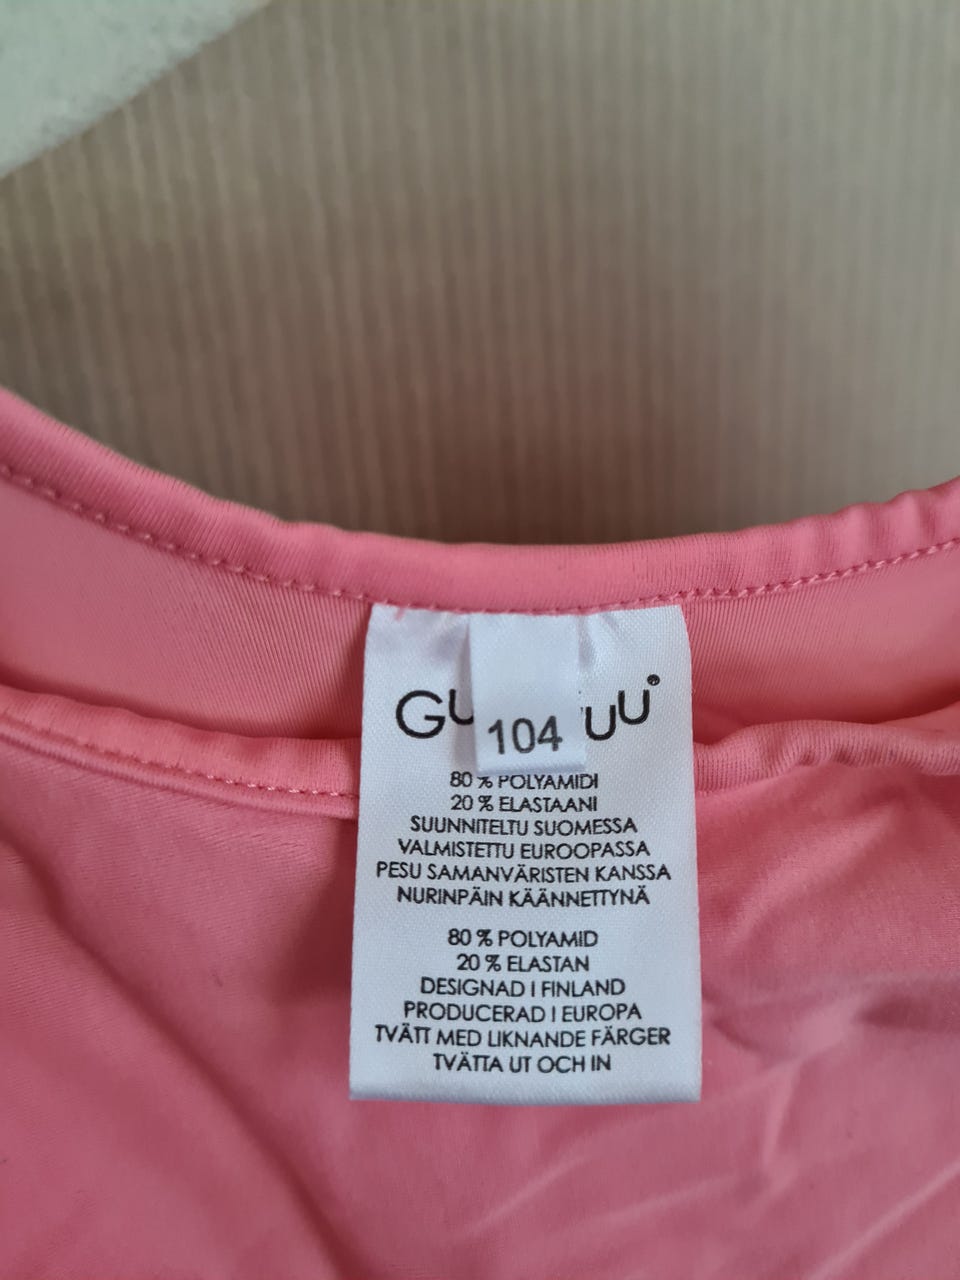 104
80 % POLYAMIDI
20 % ELASTAANI
SUUNNITELTU SUOMESSA
VALMISTETTU EUROOPASSA
PESU SAMANVÄRISTEN KANSSA
NURINPÄIN KÄÄNNETTYNÄ
80 % POLYAMID
20 % ELASTAN
DESIGNAD I FINLAND
PRODUCERAD I EUROPA
TVÄTT MED LIKNANDE FÄRGER
TVÄTTA UT OCH IN